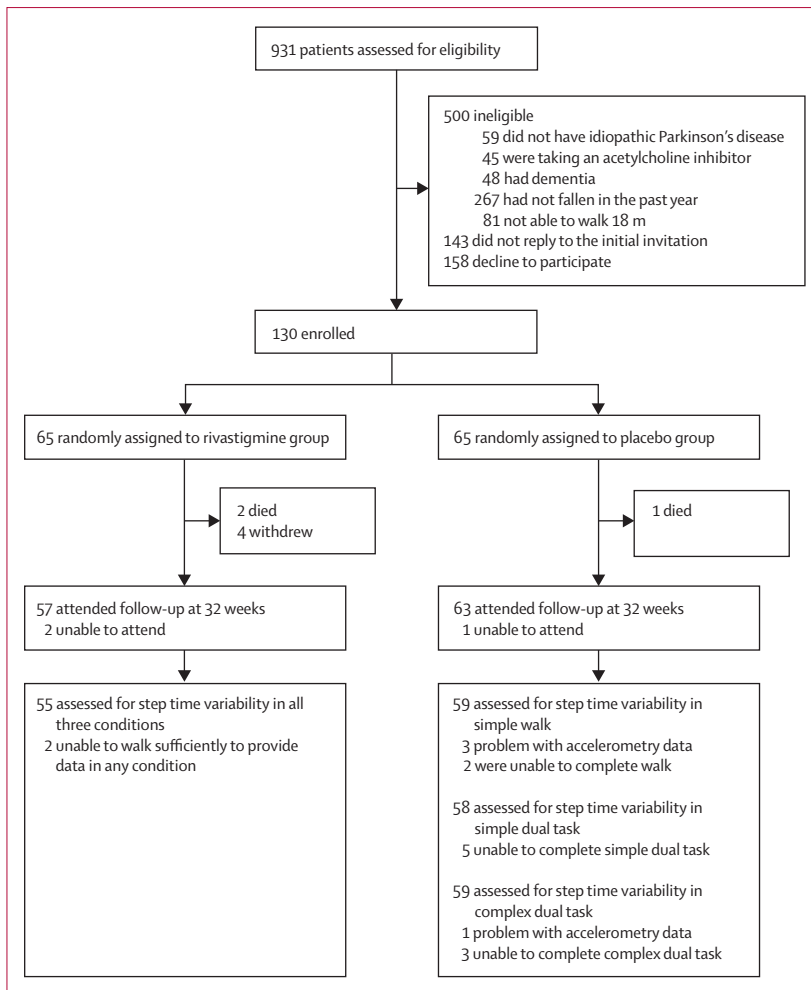 931 patients assessed for eligibility
500 ineligible
59 did not have idiopathic Parkinson's disease
45 were taking an acetylcholine inhibitor
48 had dementia
267 had not fallen in the past year
81 not able to walk 18 m
143 did not reply to the initial invitation
158 decline to participate
130 enrolled
65 randomly assigned to rivastigmine group
65 randomly assigned to placebo group
2 died
4 withdrew
1 died
57 attended follow-up at 32 weeks
2 unable to attend
63 attended follow-up at 32 weeks
1 unable to attend
55 assessed for step time variability in all
three conditions
2 unable to walk sufficiently to provide
data in any condition
59 assessed for step time variability in
simple walk
3 problem with accelerometry data
2 were unable to complete walk
58 assessed for step time variability in
simple dual task
5 unable to complete simple dual task
59 assessed for step time variability in
complex dual task
1 problem with accelerometry data
3 unable to complete complex dual task